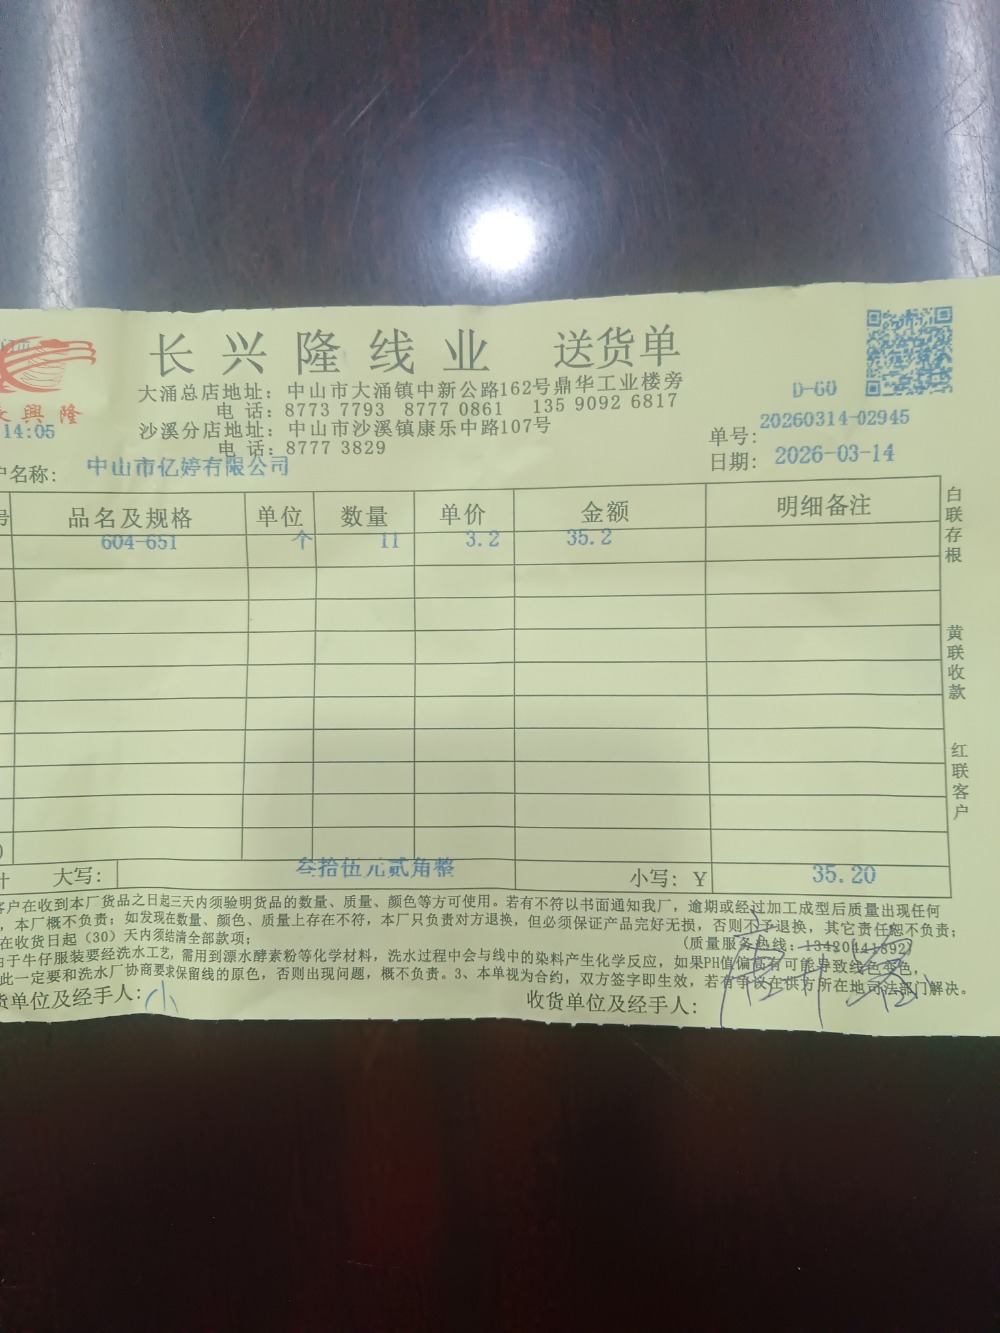 长兴隆线业 送货单
大涌总店地址：中山市大涌镇中新公路162号鼎华工业楼旁
D-60
電興隆
电 话：8773 7793 8777 0861 135 9092 6817
14:05
沙溪分店地址：中山市沙溪镇康乐中路107号
单号：20260314-02945
电 话：8777 3829
日期：2026-03-14
户名称：中山市亿婷有限公司
号 品名及规格 单位 数量 单价 金额 明细备注
604-651 个 11 3.2 35.2
白联存根
黄联收款
红联客户
计 大写： 叁拾伍元贰角整 小写：Y 35.20
客户在收到本厂货品之日起三天内须验明货品的数量、质量、颜色等方可使用。若有不符以书面通知我厂，逾期或经过加工成型后质量出现任何
，本厂概不负责；如发现在数量、颜色、质量上存在不符，本厂只负责对方退换，但必须保证产品完好无损，否则不予退换，其它责任恕不负责；
在收货日起（30）天内须结清全部款项； （质量服务热线：13420441892）
由于牛仔服装要经洗水工艺，需用到漂水酵素粉等化学材料，洗水过程中会与线中的染料产生化学反应，如果PH值偏高有可能导致线色变色，
此一定要和洗水厂协商要求保留线的原色，否则出现问题，概不负责。3、本单视为合约，双方签字即生效，若有争议在供方所在地司法部门解决。
货单位及经手人：小 收货单位及经手人：